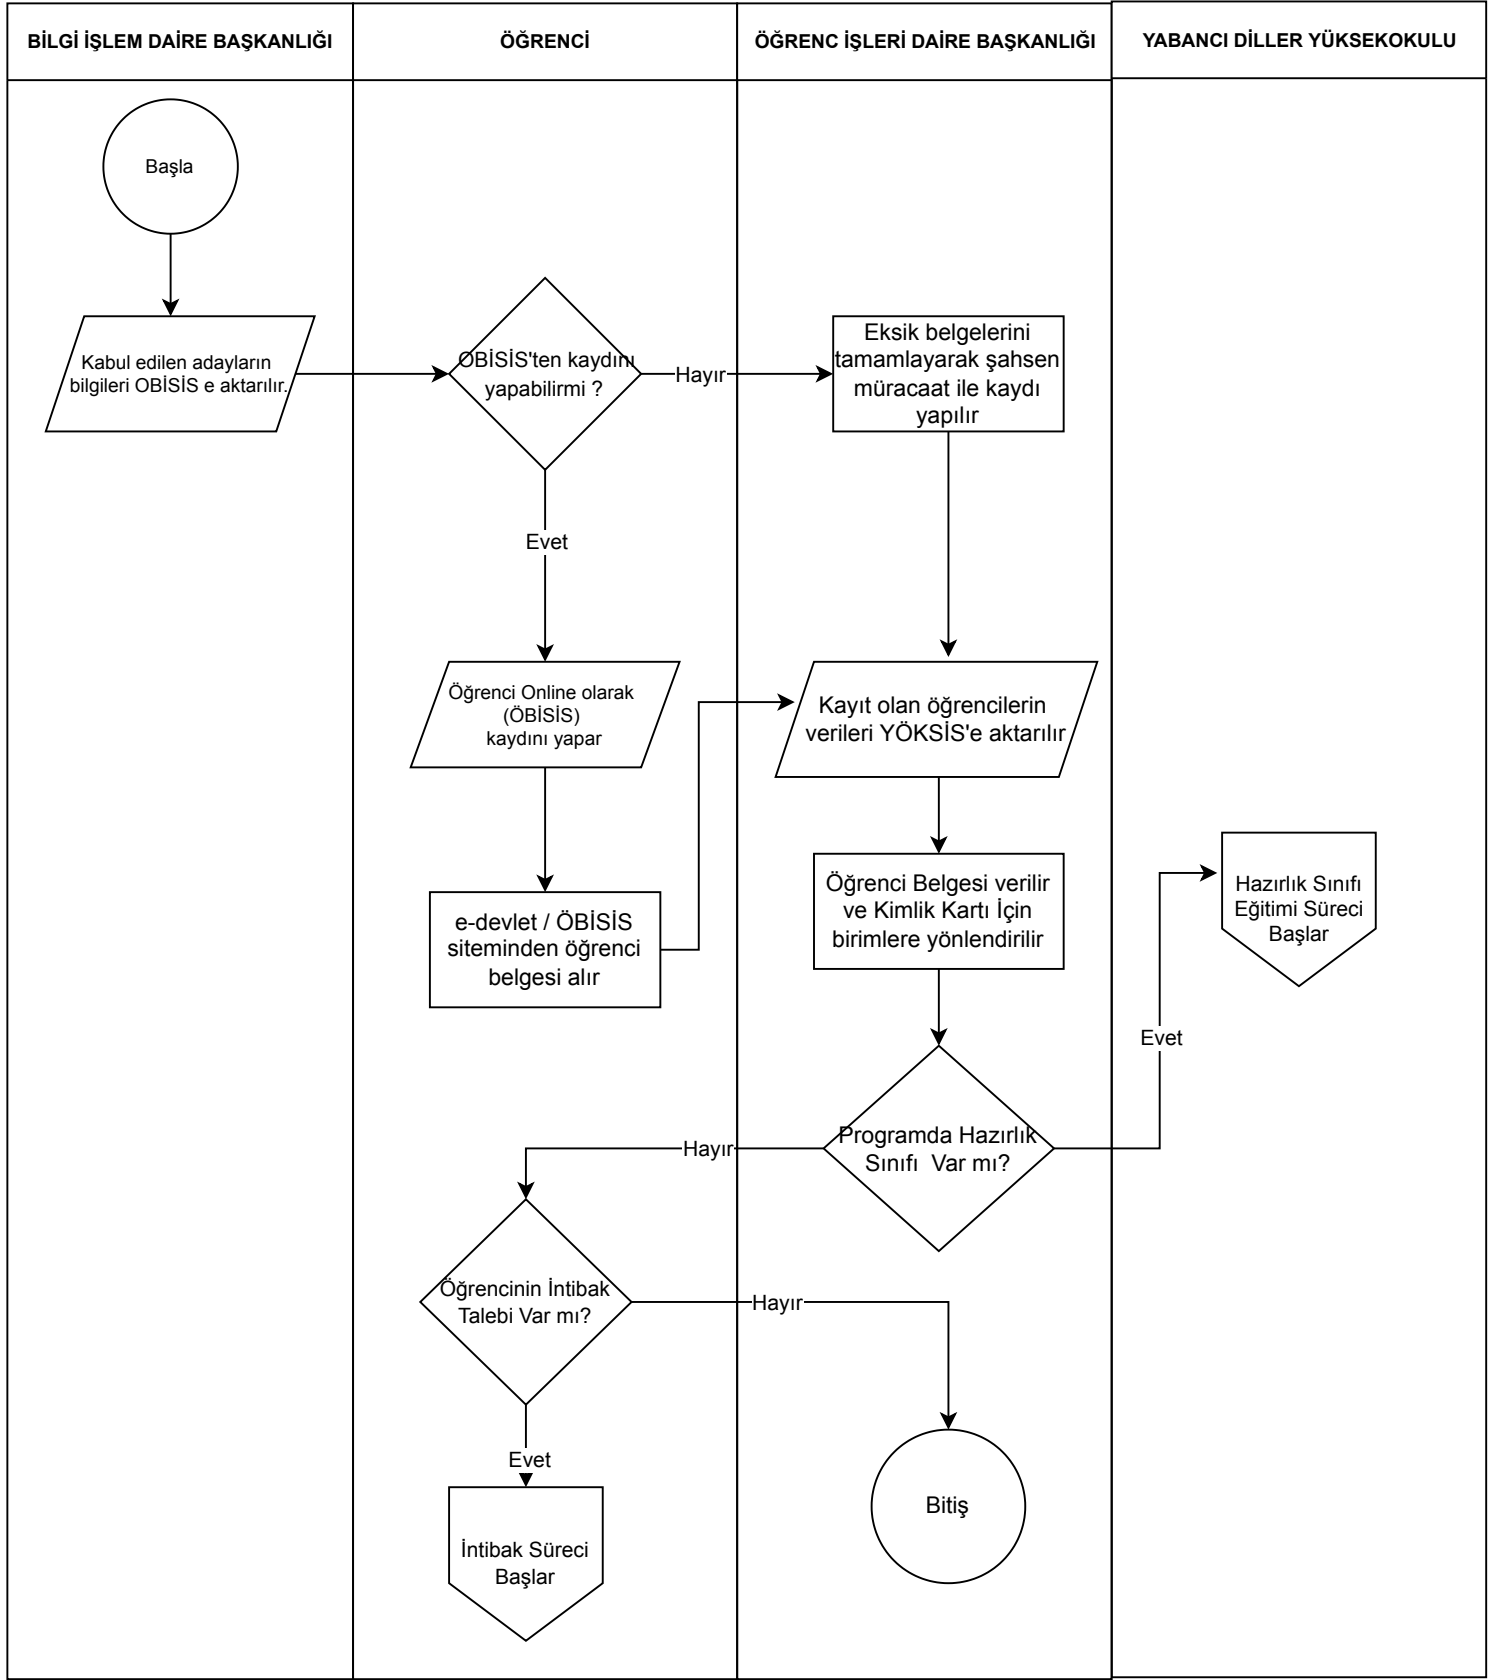 BİLGİ İŞLEM DAİRE BAŞKANLIĞI
ÖĞRENCİ
ÖĞRENC İŞLERİ DAİRE BAŞKANLIĞI
YABANCI DİLLER YÜKSEKOKULU
Başla
Kabul edilen adayların
bilgileri OBİSİS e aktarılır.
OBİSİS'ten kaydını
yapabilirmi ?
Hayır
Eksik belgelerini
tamamlayarak şahsen
müracaat ile kaydı
yapılır
Evet
Öğrenci Online olarak
(ÖBİSİS)
kaydını yapar
Kayıt olan öğrencilerin
verileri YÖKSİS'e aktarılır
e-devlet / ÖBİSİS
siteminden öğrenci
belgesi alır
Öğrenci Belgesi verilir
ve Kimlik Kartı İçin
birimlere yönlendirilir
Hazırlık Sınıfı
Eğitimi Süreci
Başlar
Evet
Programda Hazırlık
Sınıfı  Var mı?
Hayır
Öğrencinin İntibak
Talebi Var mı?
Hayır
Evet
İntibak Süreci
Başlar
Bitiş